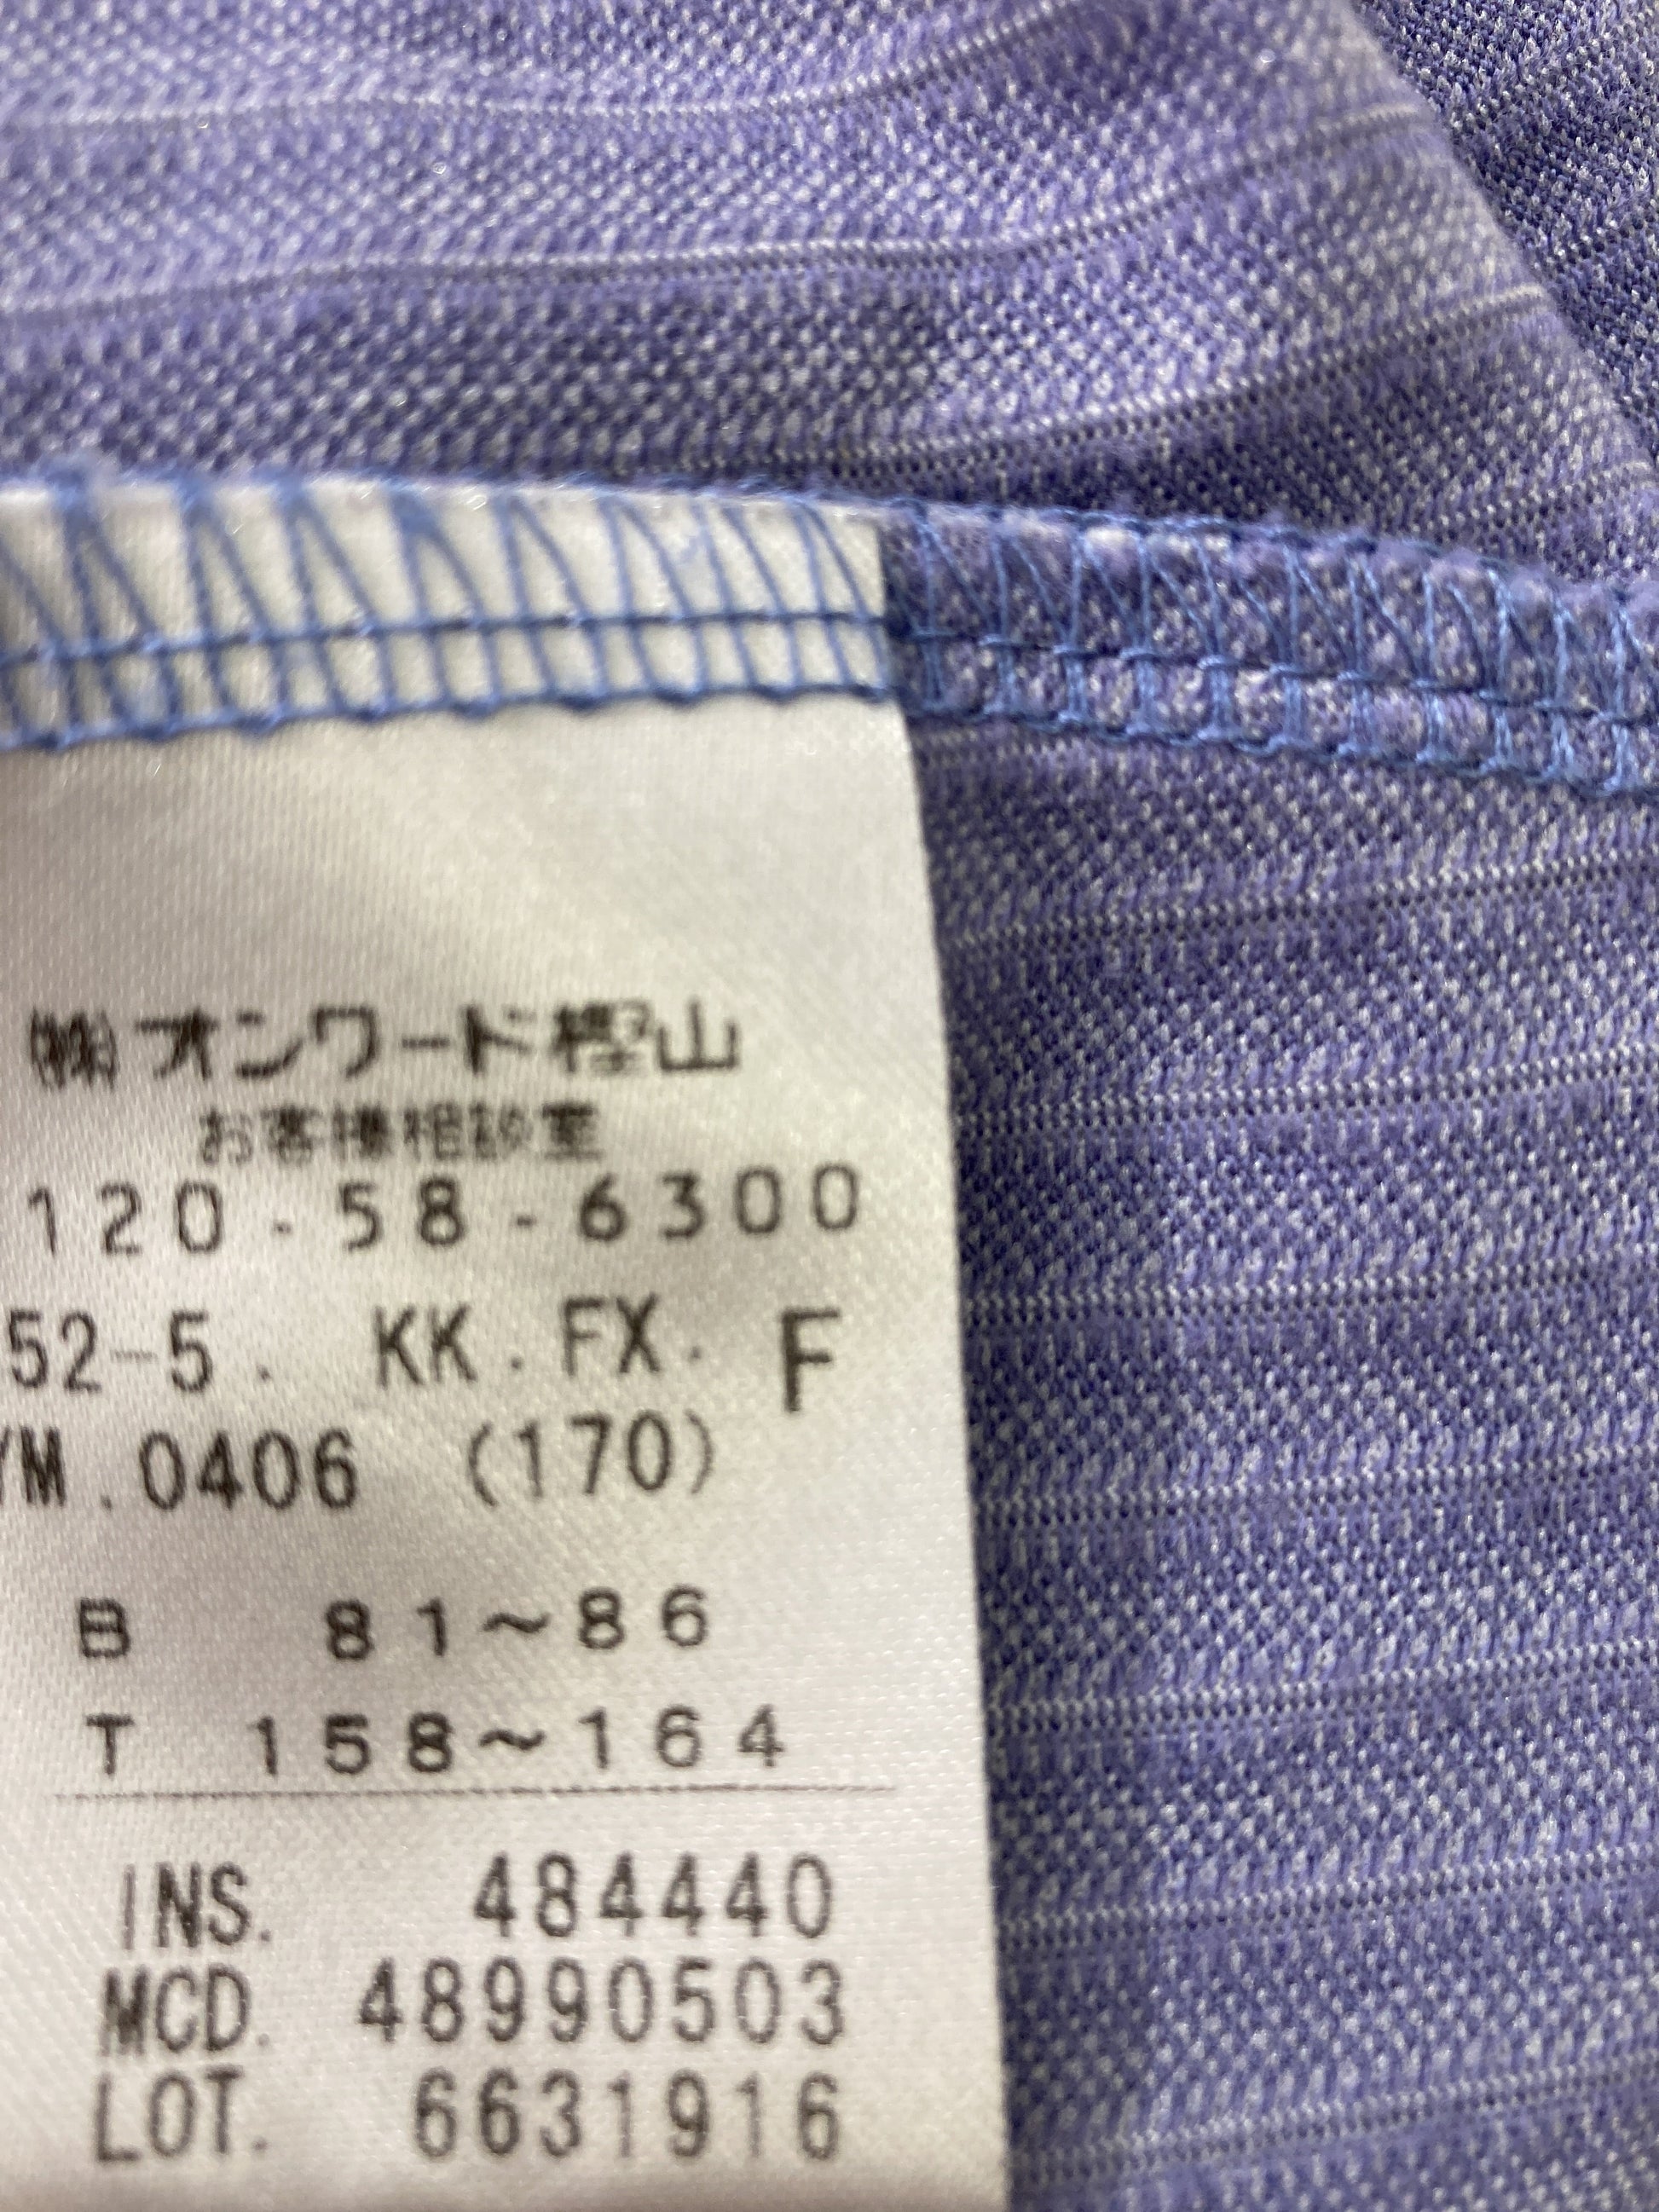 ㈱オンワード樫山
お客様相談室
120-58-6300
52-5. KK. FX. F
/M.0406 (170)
B 81~86
T 158~164
INS. 484440
MCD. 48990503
LOT. 6631916